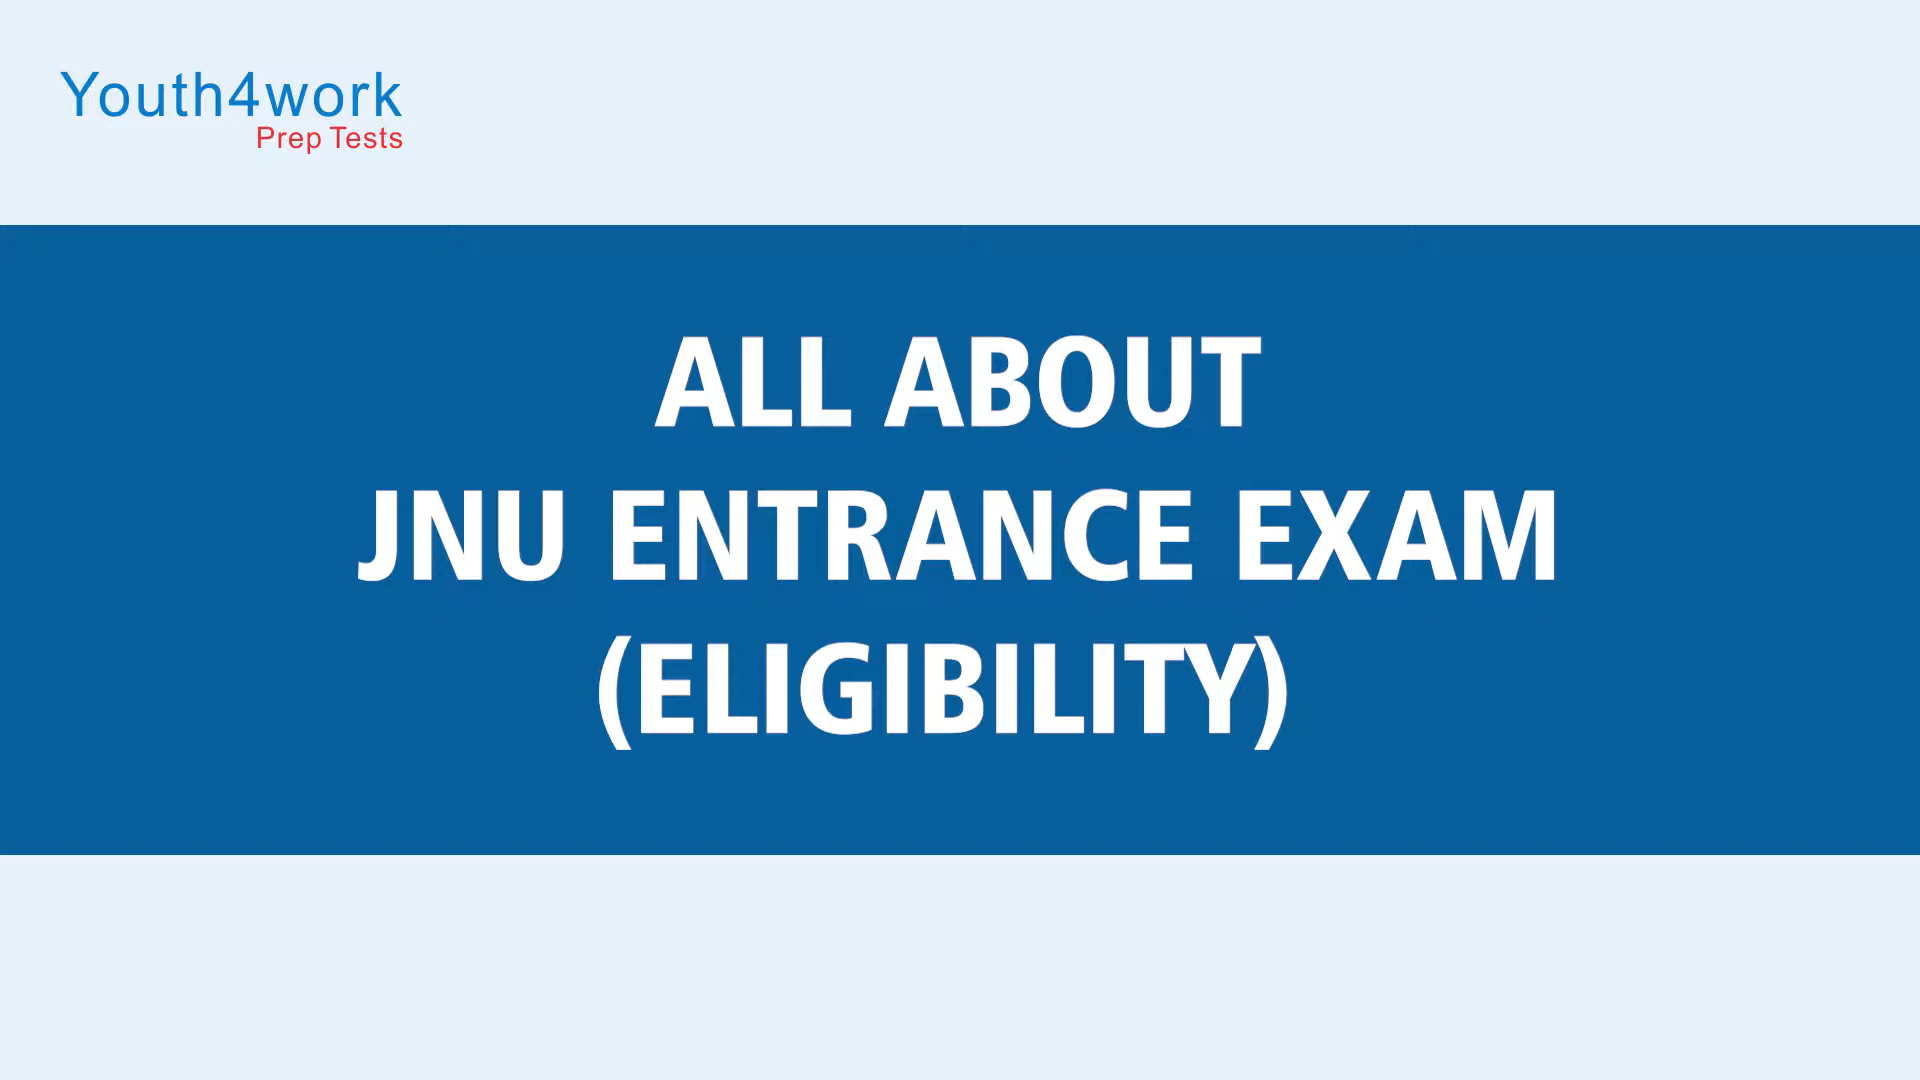 Youth4work
Prep Tests
ALL ABOUT
JNU ENTRANCE EXAM
(ELIGIBILITY)